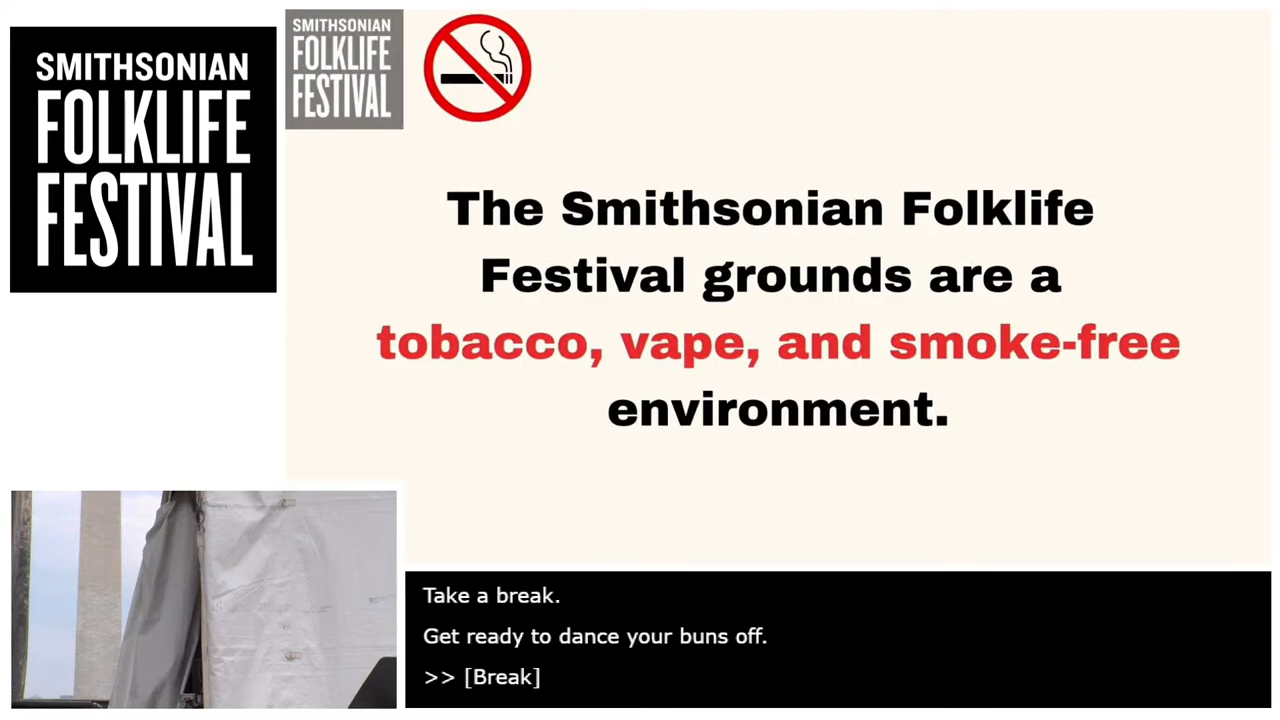 SMITHSONIAN
FOLKLIFE
FESTIVAL
SMITHSONIAN
FOLKLIFE
FESTIVAL
The Smithsonian Folklife
Festival grounds are a
tobacco, vape, and smoke-free
environment.
Take a break.
Get ready to dance your buns off.
>> [Break]